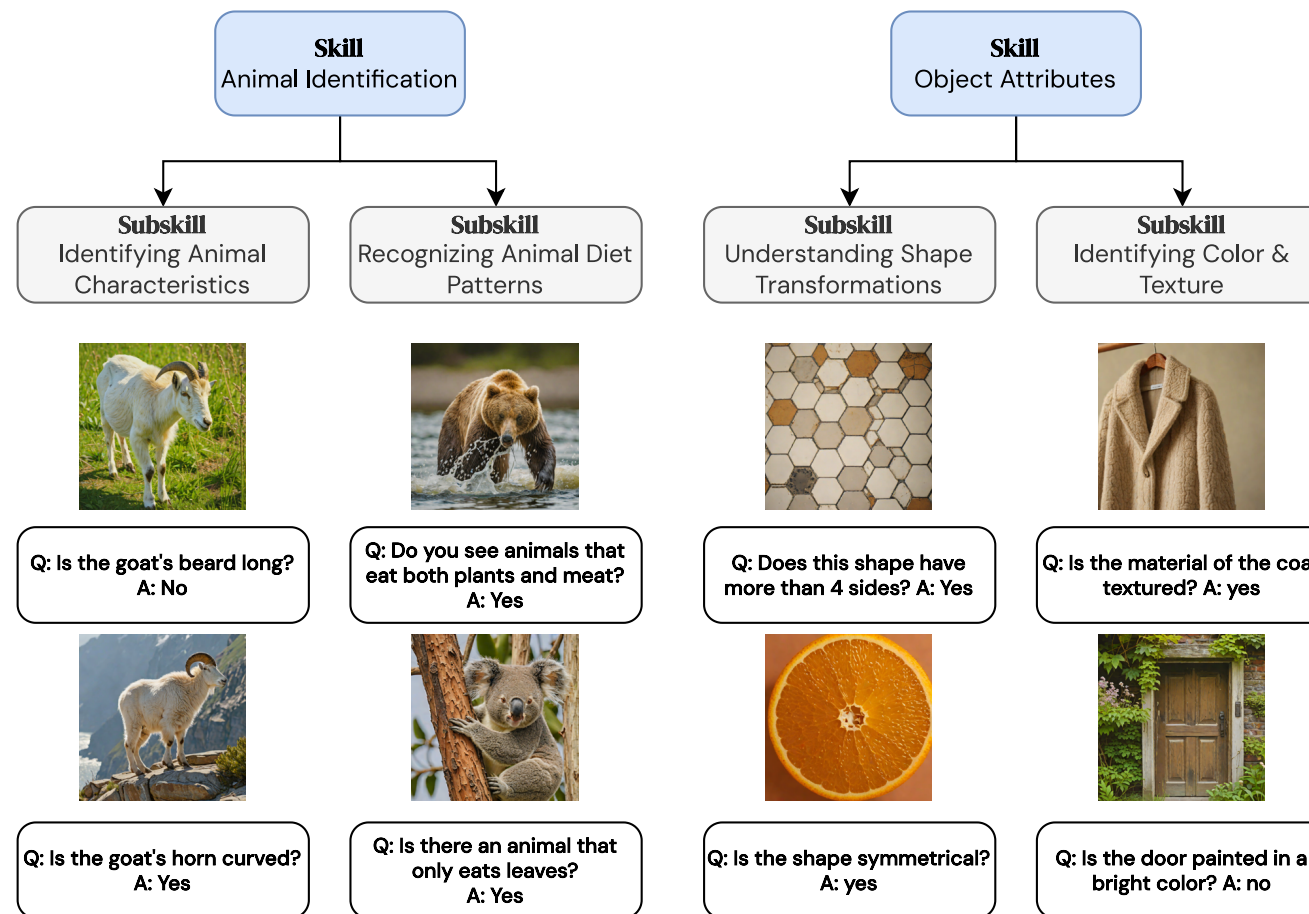 Skill
Animal Identification
Skill
Object Attributes
Subskill
Identifying Animal
Characteristics
Subskill
Recognizing Animal Diet
Patterns
Subskill
Understanding Shape
Transformations
Subskill
Identifying Color &
Texture
Q: Is the goat's beard long?
A: No
Q: Do you see animals that
eat both plants and meat?
A: Yes
Q: Does this shape have
more than 4 sides? A: Yes
Q: Is the material of the coa
textured? A: yes
Q: Is the goat's horn curved?
A: Yes
Q: Is there an animal that
only eats leaves?
A: Yes
Q: Is the shape symmetrical?
A: yes
Q: Is the door painted in a
bright color? A: no